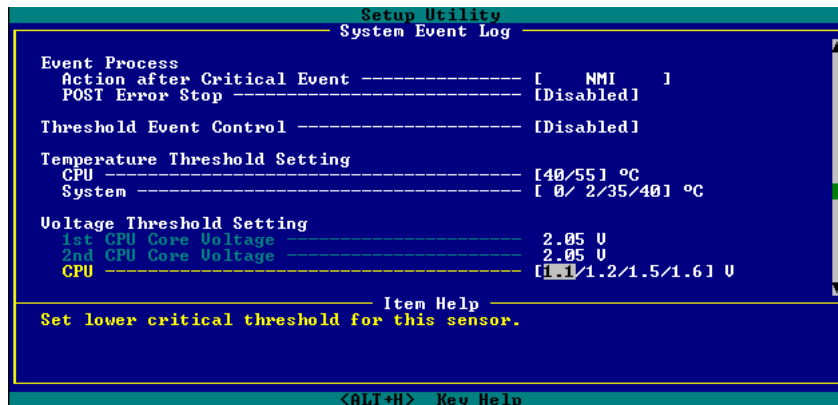 Setup Utility
System Event Log
Event Process
Action after Critical Event --------------- [ NMI ]
POST Error Stop --------------------------- [Disabled]
Threshold Event Control --------------------- [Disabled]
Temperature Threshold Setting
CPU --------------------------------------- [40/55] ºC
System ------------------------------------ [ 0/ 2/35/40] ºC
Voltage Threshold Setting
1st CPU Core Voltage ---------------------- 2.05 V
2nd CPU Core Voltage ---------------------- 2.05 V
CPU --------------------------------------- [1.1/1.2/1.5/1.6] V
Item Help
Set lower critical threshold for this sensor.
<ALT+H> Key Help